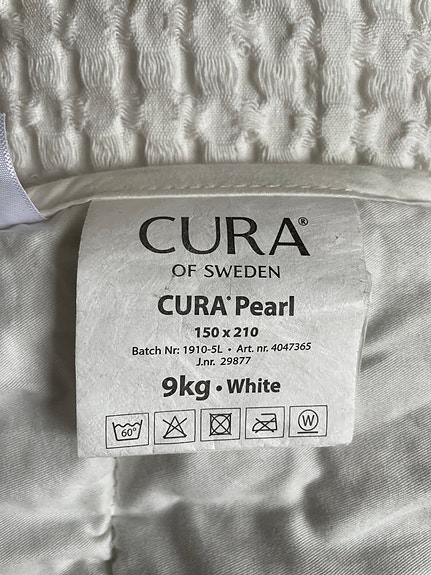 CURA®
OF SWEDEN
CURA® Pearl
150 x 210
Batch Nr: 1910-5L • Art. nr. 4047365
J.nr. 29877
9kg • White
60° W